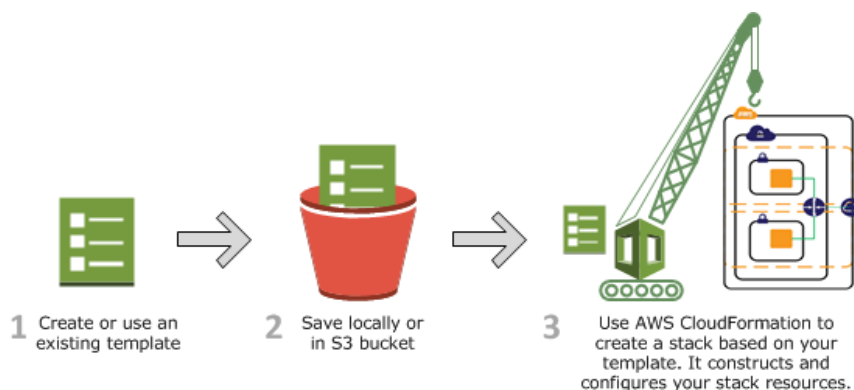 1 Create or use an
existing template
2 Save locally or
in S3 bucket
3 Use AWS CloudFormation to
create a stack based on your
template. It constructs and
configures your stack resources.